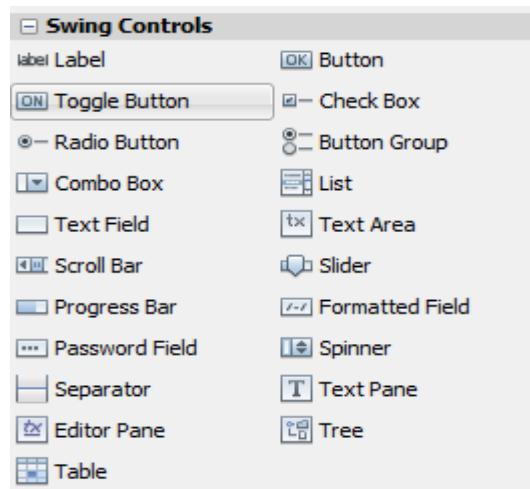 Swing Controls
label Label
OK Button
ON Toggle Button
Check Box
Radio Button
Button Group
Combo Box
List
Text Field
tx Text Area
Scroll Bar
Slider
Progress Bar
Formatted Field
Password Field
Spinner
Separator
T Text Pane
tx Editor Pane
Tree
Table